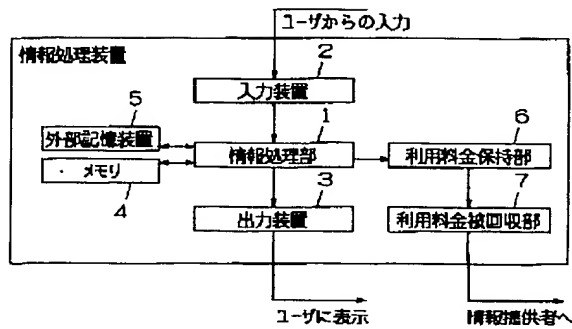 ユーザからの入力
情報処理装置
2
入力装置
5
1
6
外部記憶装置
情報処理部
利用料金保持部
メモリ
4
3
7
出力装置
利用料金被回収部
ユーザに表示
情報提供者へ